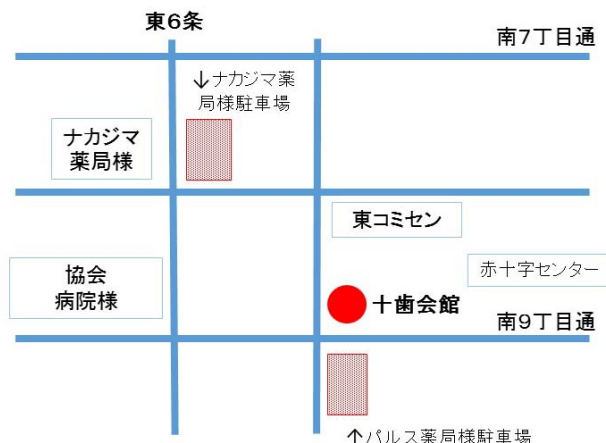 東６条
南７丁目通
↓ナカジマ薬
局様駐車場
ナカジマ
薬局様
東コミセン
赤十字センター
協会
病院様
十歯会館
南９丁目通
↑パルス薬局様駐車場